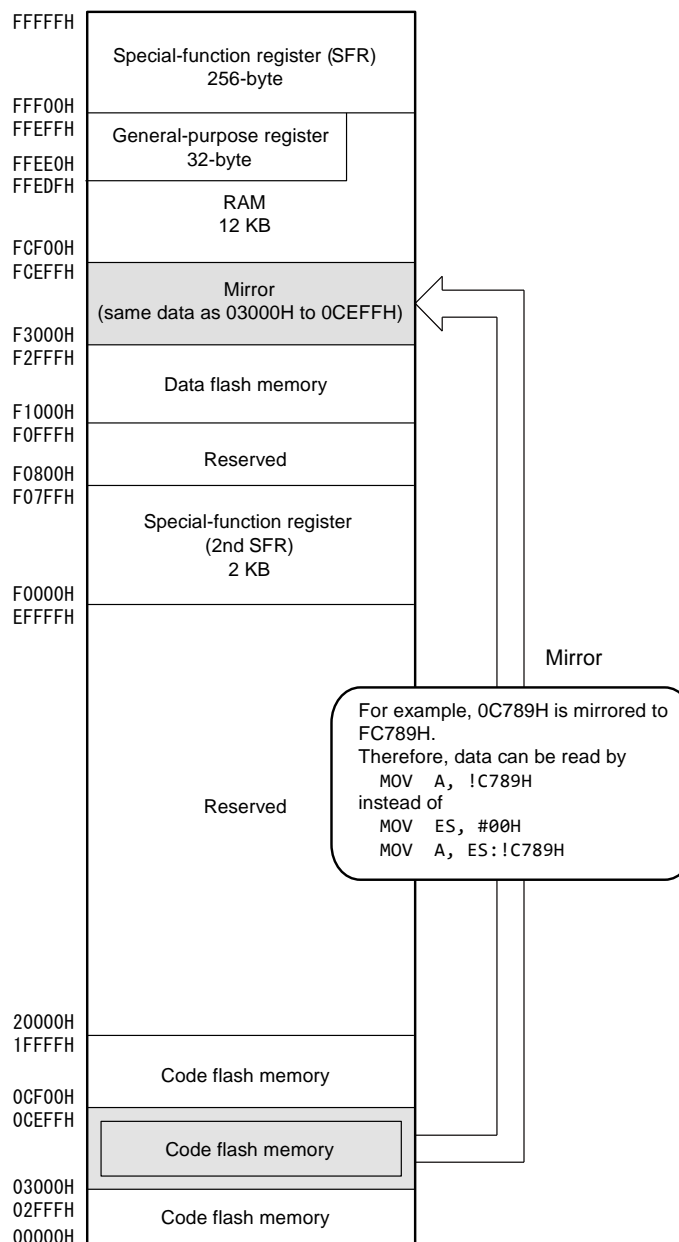 FFFFFH
Special-function register (SFR)
256-byte
FFF00H
FFEFFH
General-purpose register
32-byte
FFEE0H
FFEDFH
RAM
12 KB
FCF00H
FCEFFH
Mirror
(same data as 03000H to 0CEFFH)
F3000H
F2FFFH
Data flash memory
F1000H
F0FFFH
Reserved
F0800H
F07FFH
Special-function register
(2nd SFR)
2 KB
F0000H
EFFFFH
Mirror
For example, 0C789H is mirrored to
FC789H.
Therefore, data can be read by
MOV A, !C789H
instead of
MOV ES, #00H
MOV A, ES:!C789H
Reserved
20000H
1FFFFH
Code flash memory
0CF00H
0CEFFH
Code flash memory
03000H
02FFFH
Code flash memory
00000H